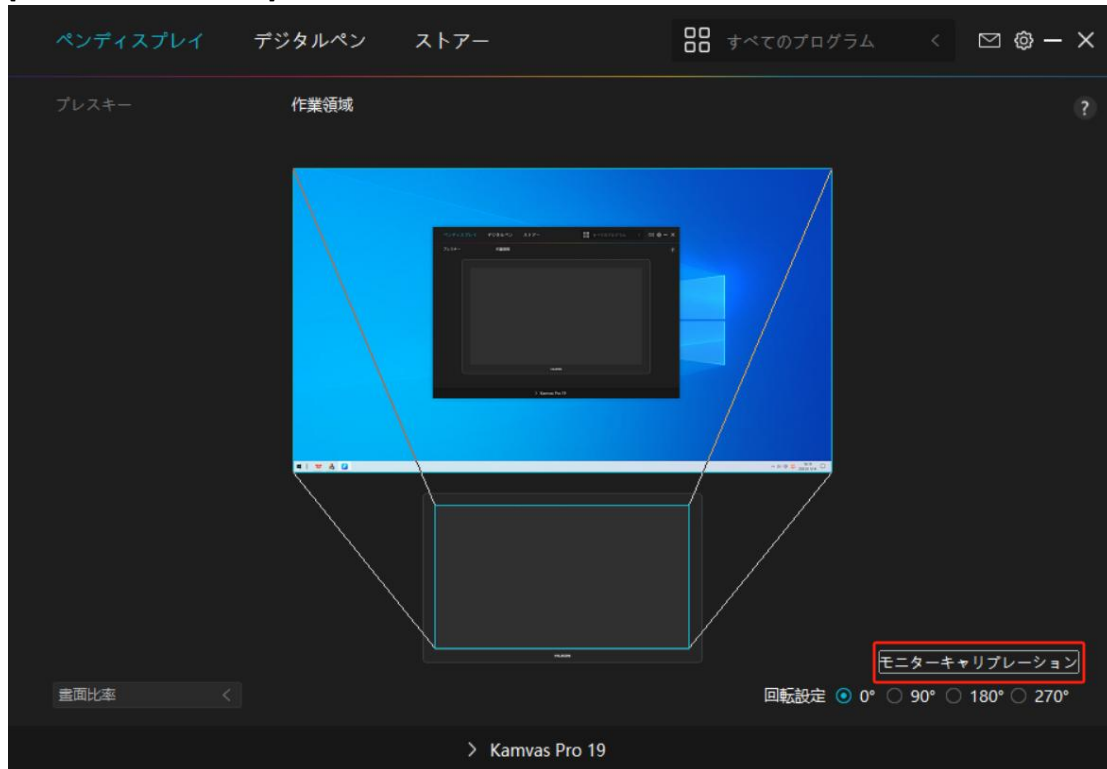 ペンディスプレイ デジタルペン ストアー すべてのプログラム
プレスキー 作業領域 ?
モニターキャリブレーション
畫面比率
回転設定 0° 90° 180° 270°
Kamvas Pro 19